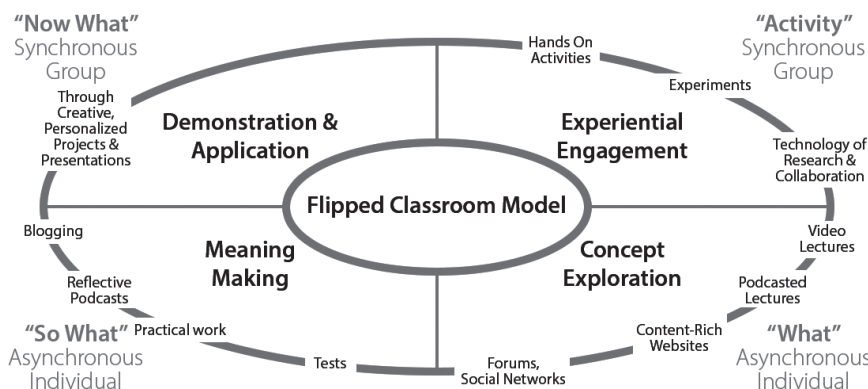 “Now What”
Synchronous
Group
“Activity”
Synchronous
Group
Hands On
Activities
Experiments
Through
Creative,
Personalized
Projects &
Presentations
Demonstration &
Application
Experiential
Engagement
Technology of
Research &
Collaboration
Flipped Classroom Model
Blogging
Meaning
Making
Concept
Exploration
Video
Lectures
Reflective
Podcasts
Podcasted
Lectures
“So What”
Asynchronous
Individual
Practical work
Tests
Forums,
Social Networks
Content-Rich
Websites
“What”
Asynchronous
Individual